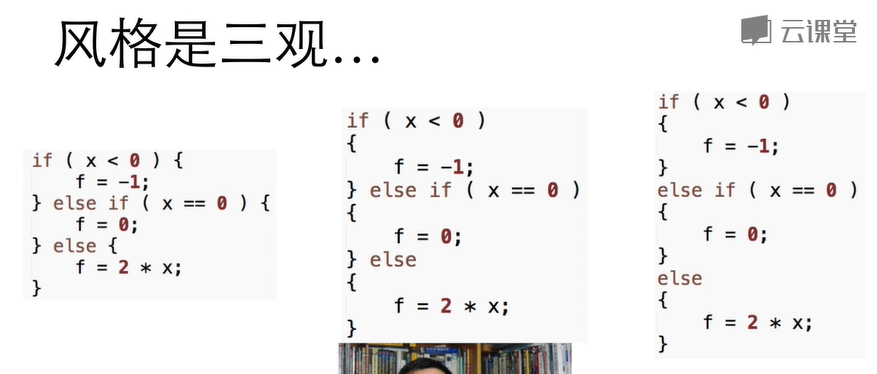 风格是三观...
云课堂
if ( x < 0 ) {
    f = -1;
} else if ( x == 0 ) {
    f = 0;
} else {
    f = 2 * x;
}
if ( x < 0 )
{
    f = -1;
} else if ( x == 0 )
{
    f = 0;
} else
{
    f = 2 * x;
}
if ( x < 0 )
{
    f = -1;
}
else if ( x == 0 )
{
    f = 0;
}
else
{
    f = 2 * x;
}